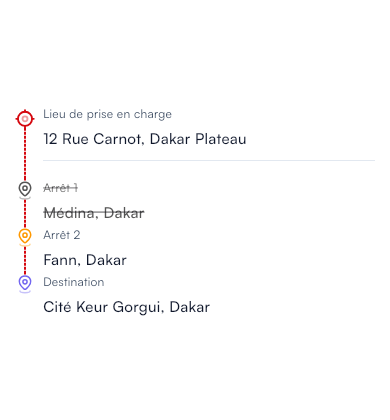 Lieu de prise en charge
12 Rue Carnot, Dakar Plateau
Arrêt 1
Médina, Dakar
Arrêt 2
Fann, Dakar
Destination
Cité Keur Gorgui, Dakar